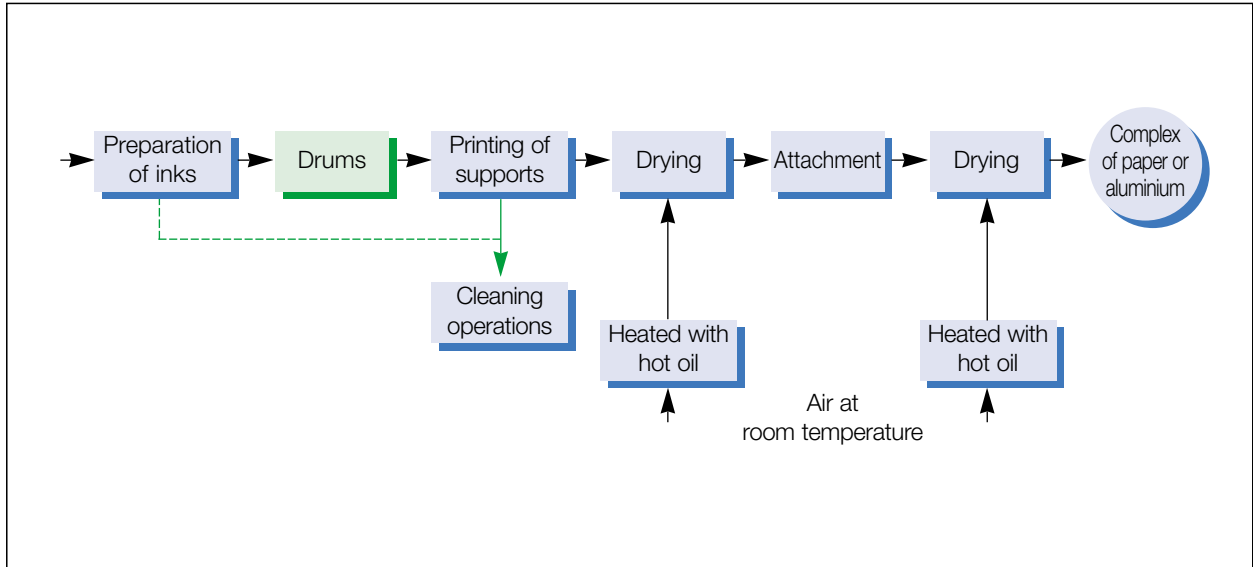 Preparation
of inks
Drums
Printing of
supports
Drying
Attachment
Drying
Complex
of paper or
aluminium
Cleaning
operations
Heated with
hot oil
Heated with
hot oil
Air at
room temperature